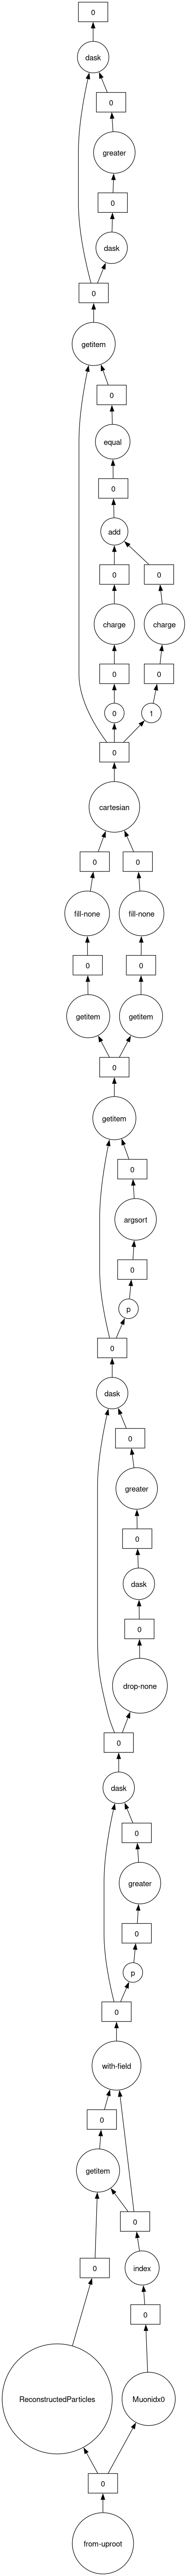 0
dask
0
greater
0
dask
0
getitem
0
equal
0
add
0
0
charge
charge
0
0
0
1
0
cartesian
0
0
fill-none
fill-none
0
0
getitem
getitem
0
getitem
0
argsort
0
p
0
dask
0
greater
0
dask
0
drop-none
0
dask
0
greater
0
p
0
with-field
0
getitem
0
0
index
0
ReconstructedParticles
Muonidx0
0
from-uproot